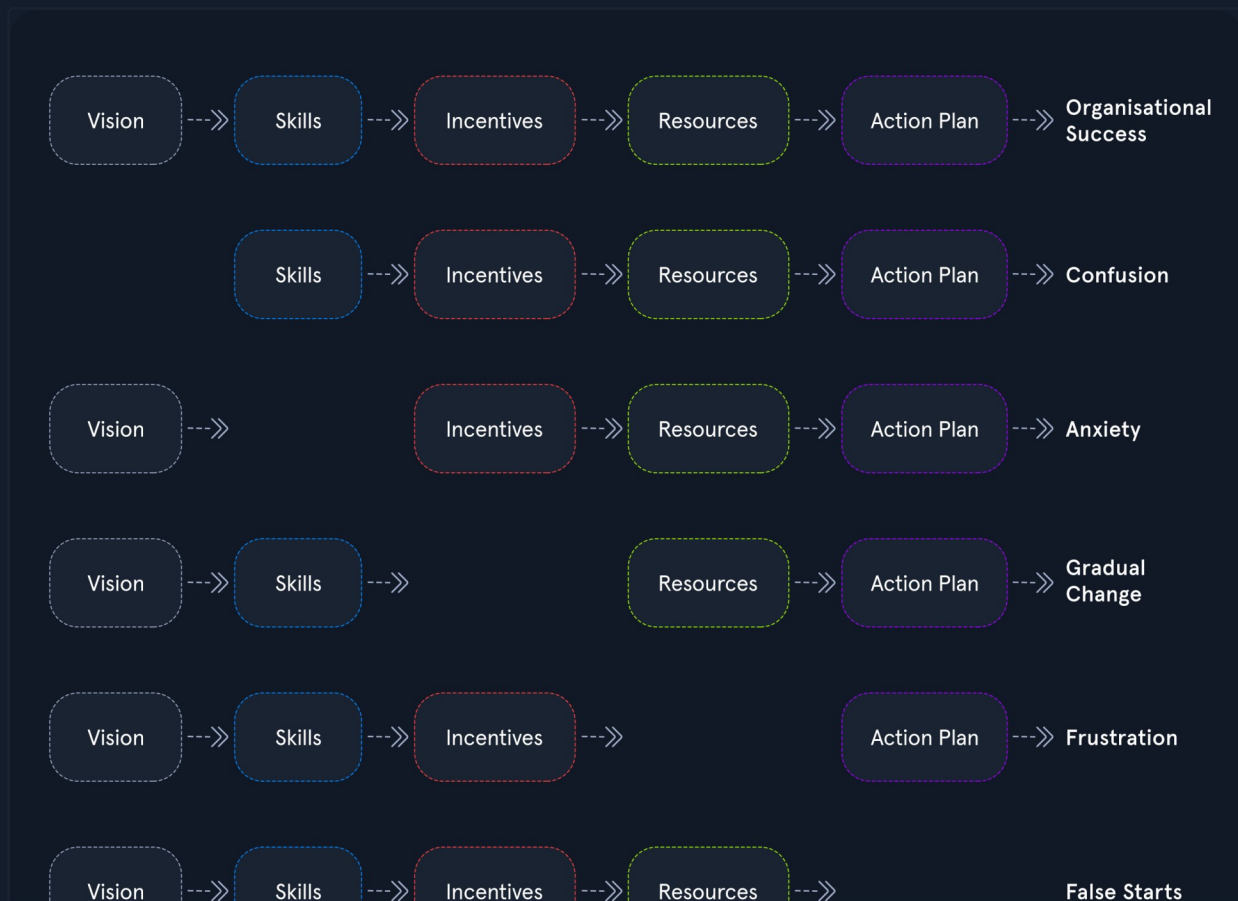 Vision Skills Incentives Resources Action Plan Organisational
Success
Skills Incentives Resources Action Plan Confusion
Vision Incentives Resources Action Plan Anxiety
Vision Skills Resources Action Plan Gradual
Change
Vision Skills Incentives Action Plan Frustration
Vision Skills Incentives Resources False Starts